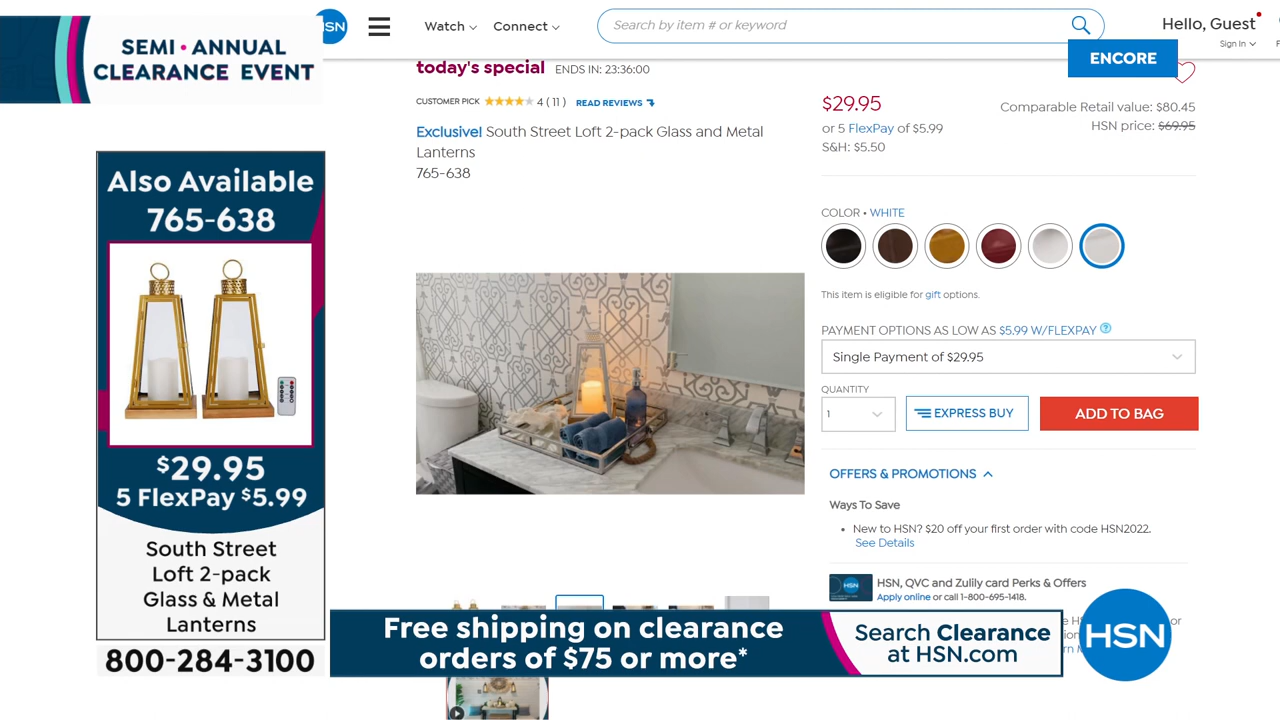 SEMI • ANNUAL
CLEARANCE EVENT
HSN
Watch
Connect
Search by item # or keyword
Hello, Guest
Sign In
ENCORE
today's special ENDS IN: 23:36:00
CUSTOMER PICK 4 ( 11 ) READ REVIEWS
Exclusive! South Street Loft 2-pack Glass and Metal
Lanterns
765-638
$29.95
Comparable Retail value: $80.45
or 5 FlexPay of $5.99
HSN price: $69.95
S&H: $5.50
COLOR • WHITE
This item is eligible for gift options.
PAYMENT OPTIONS AS LOW AS $5.99 W/FLEXPAY ?
Single Payment of $29.95
QUANTITY
1
EXPRESS BUY
ADD TO BAG
OFFERS & PROMOTIONS
Ways To Save
• New to HSN? $20 off your first order with code HSN2022.
See Details
HSN
HSN, QVC and Zulily card Perks & Offers
Apply online or call 1-800-695-1418.
Also Available
765-638
$29.95
5 FlexPay $5.99
South Street
Loft 2-pack
Glass & Metal
Lanterns
800-284-3100
Free shipping on clearance
orders of $75 or more*
Search Clearance
at HSN.com
HSN